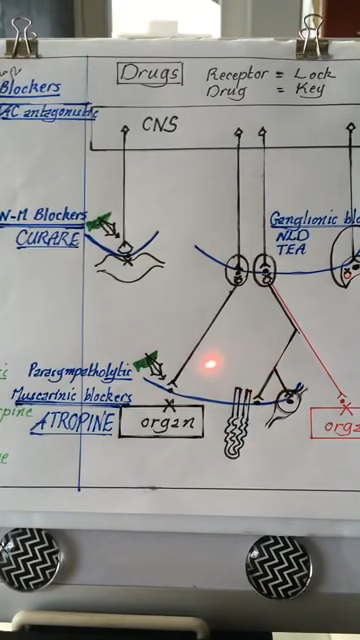 Blockers
AC antagonistic
Drugs
Receptor = Lock
Drug = Key
CNS
N-M Blockers
CURARE
Ganglionic blo
NLD
TEA
Parasympatholytic
Muscarinic blockers
ATROPINE
organ
orga